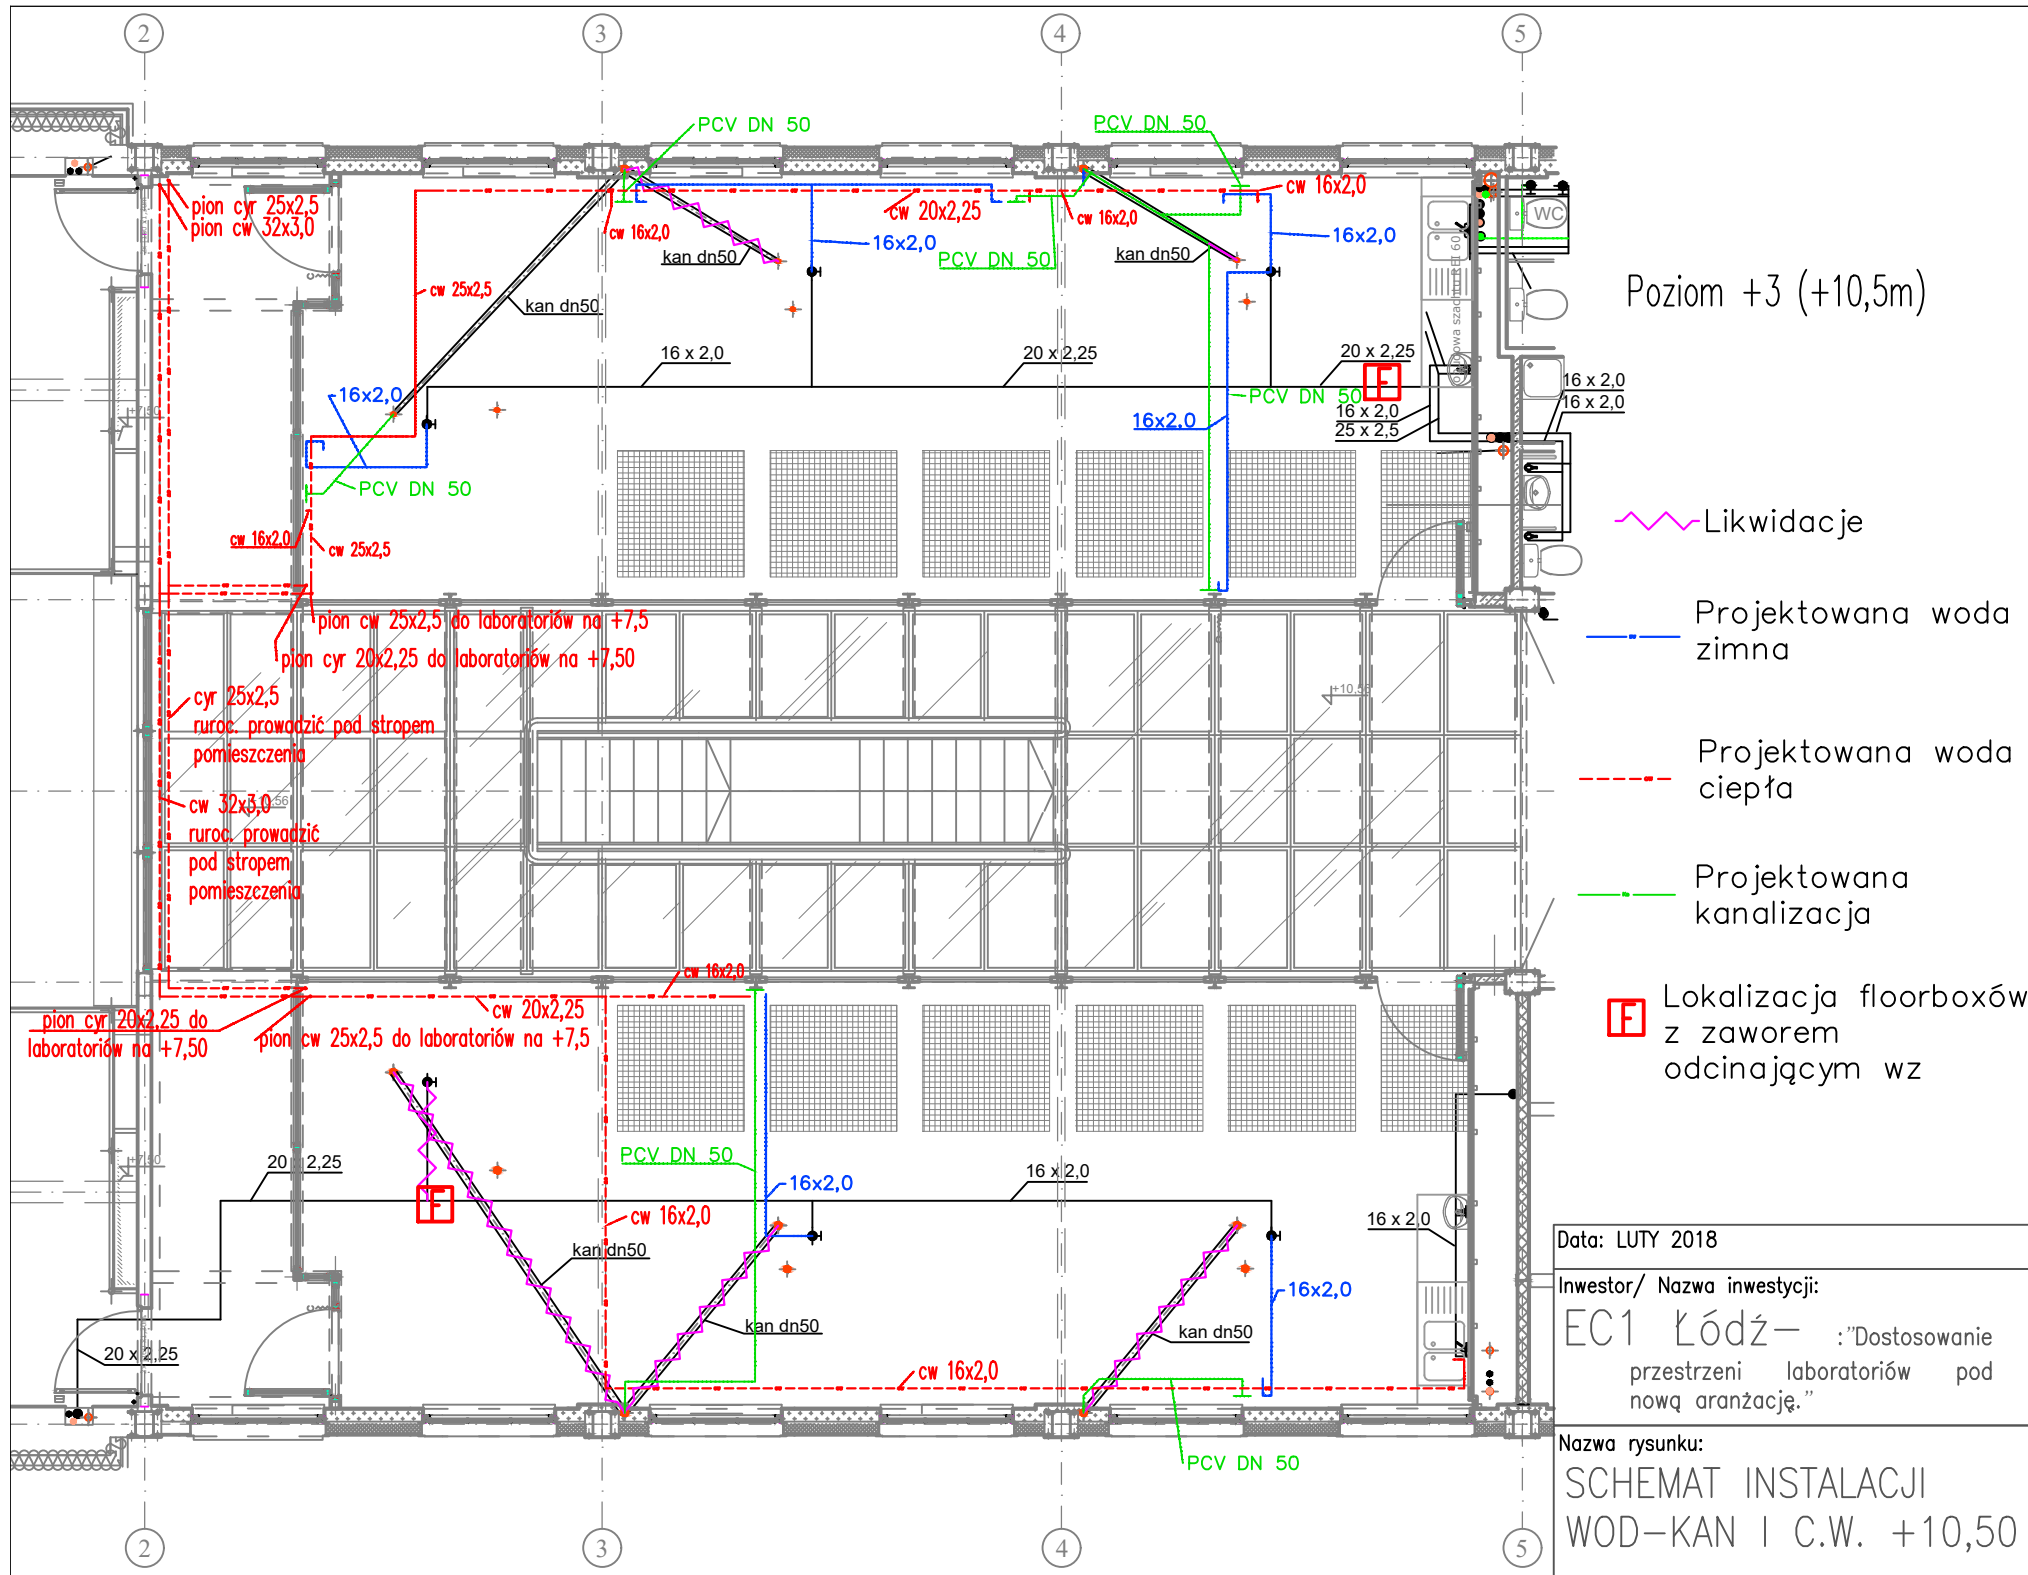 2
3
4
5
PCV DN 50
PCV DN 50
pion cyr 25x2,5
pion cw 32x3,0
cw 16x2,0
cw 20x2,25
cw 16x2,0
cw 16x2,0
16x2,0
16x2,0
kan dn50
PCV DN 50
kan dn50
WC
Poziom +3 (+10,5m)
cw 25x2,5
kan dn50
16 x 2,0
20 x 2,25
20 x 2,25
F
16x2,0
PCV DN 50
16 x 2,0
16 x 2,0
16 x 2,0
25 x 2,5
16x2,0
+7,50
PCV DN 50
szachtu REI 60
Likwidacje
cw 16x2,0
cw 25x2,5
Projektowana woda
zimna
pion cw 25x2,5 do laboratoriów na +7,5
pion cyr 20x2,25 do laboratoriów na +7,50
cyr 25x2,5
ruroc. prowadzić pod stropem
pomieszczenia
+10,56
Projektowana woda
ciepła
cw 32x3,0
+10,56
ruroc. prowadzić
pod stropem
pomieszczenia
Projektowana
kanalizacja
cw 16x2,0
cw 20x2,25
pion cyr 20x2,25 do
laboratoriów na +7,50
pion cw 25x2,5 do laboratoriów na +7,5
F
Lokalizacja floorboxów
z zaworem
odcinającym wz
+7,50
20 x 2,25
PCV DN 50
16x2,0
16 x 2,0
F
cw 16x2,0
kan dn50
16 x 2,0
16x2,0
kan dn50
kan dn50
20 x 2,25
cw 16x2,0
PCV DN 50
Data: LUTY 2018
Inwestor/ Nazwa inwestycji:
EC1 Łódź– :"Dostosowanie
przestrzeni laboratoriów pod
nową aranżację."
Nazwa rysunku:
SCHEMAT INSTALACJI
WOD–KAN I C.W. +10,50
2
3
4
5